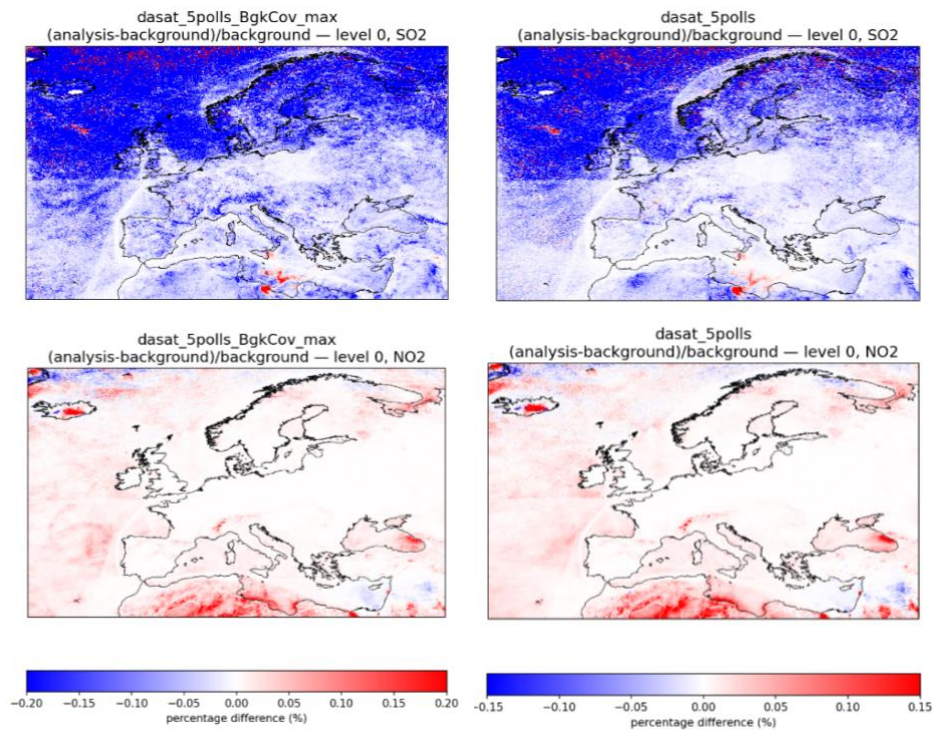 dasat_5polls_BgkCov_max
(analysis-background)/background — level 0, SO2
dasat_5polls
(analysis-background)/background — level 0, SO2
dasat_5polls_BgkCov_max
(analysis-background)/background — level 0, NO2
dasat_5polls
(analysis-background)/background — level 0, NO2
−0.20 −0.15 −0.10 −0.05 0.00 0.05 0.10 0.15 0.20
percentage difference (%)
−0.15 −0.10 −0.05 0.00 0.05 0.10 0.15
percentage difference (%)